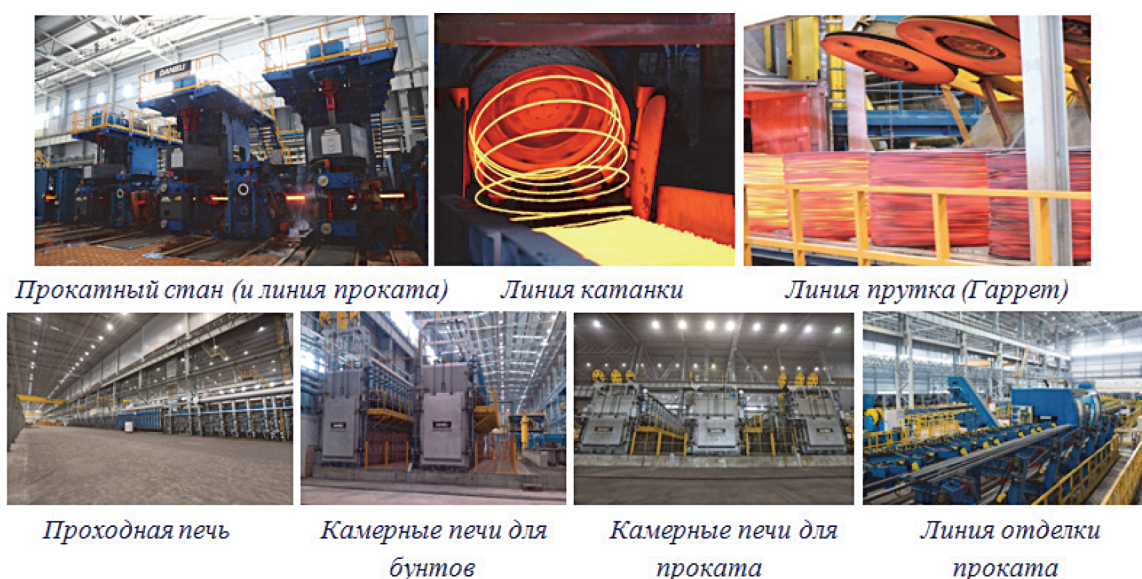 DANIELI
Прокатный стан (и линия проката)
Линия катанки
Линия прутка (Гаррет)
Проходная печь
Камерные печи для
бунтов
Камерные печи для
проката
Линия отделки
проката